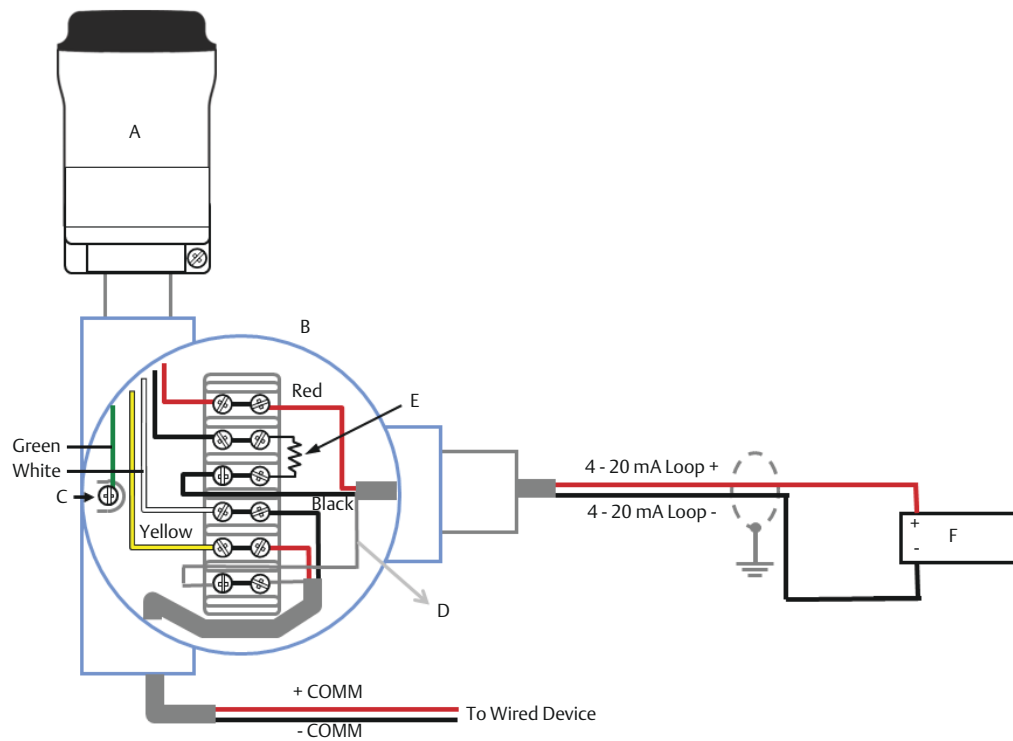 A
B
Red
E
Green
White
C
Black
Yellow
D
4 - 20 mA Loop +
4 - 20 mA Loop -
+
F
-
+ COMM
To Wired Device
- COMM